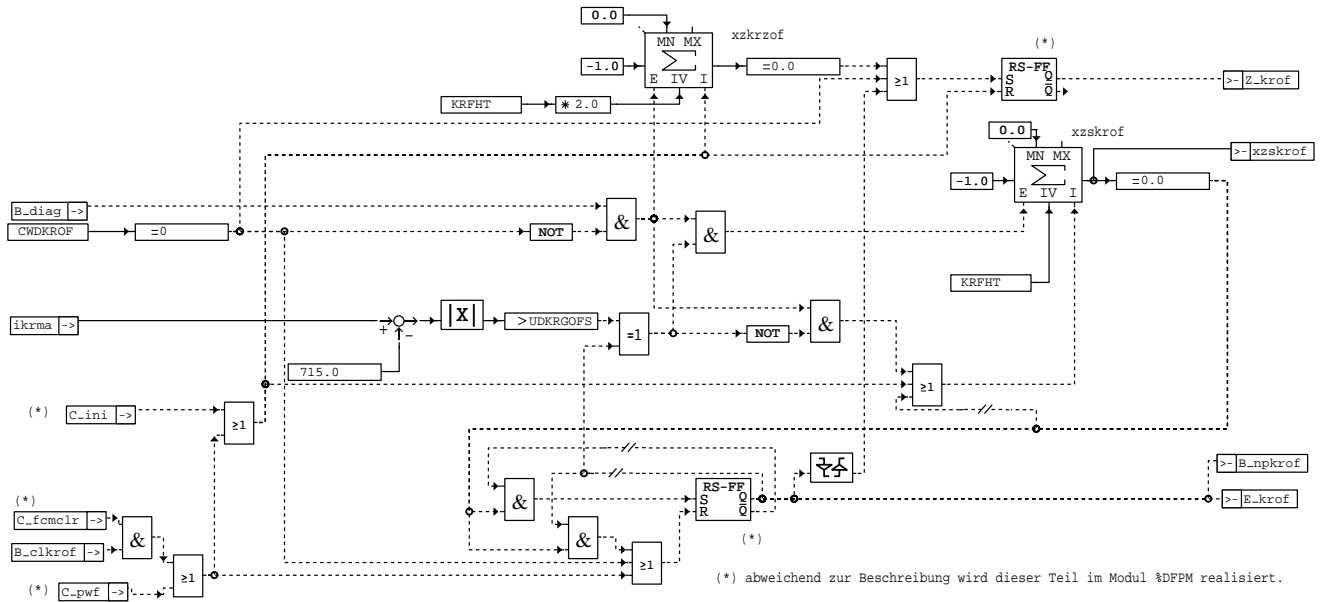 0.0
xzkrzof
MN MX
(*)
-1.0
=0.0
E IV I
≥1
RS-FF
S Q
R Q
>- Z_krof
KRFHT
* 2.0
0.0
xzskrof
MN MX
>- xzskrof
-1.0
=0.0
E IV I
B_diag ->
&
CWDKROF
=0
NOT
&
KRFHT
|X|
ikrma ->
+
-
>UDKRGOFS
=1
NOT
&
715.0
≥1
(*)
C_ini ->
≥1
>- B_npkrof
RS-FF
S Q
R Q
&
>- E_krof
(*)
C_fcmclr ->
&
&
(*)
B_clkrof ->
≥1
≥1
(*) C_pwf ->
(*) abweichend zur Beschreibung wird dieser Teil im Modul %DFPM realisiert.